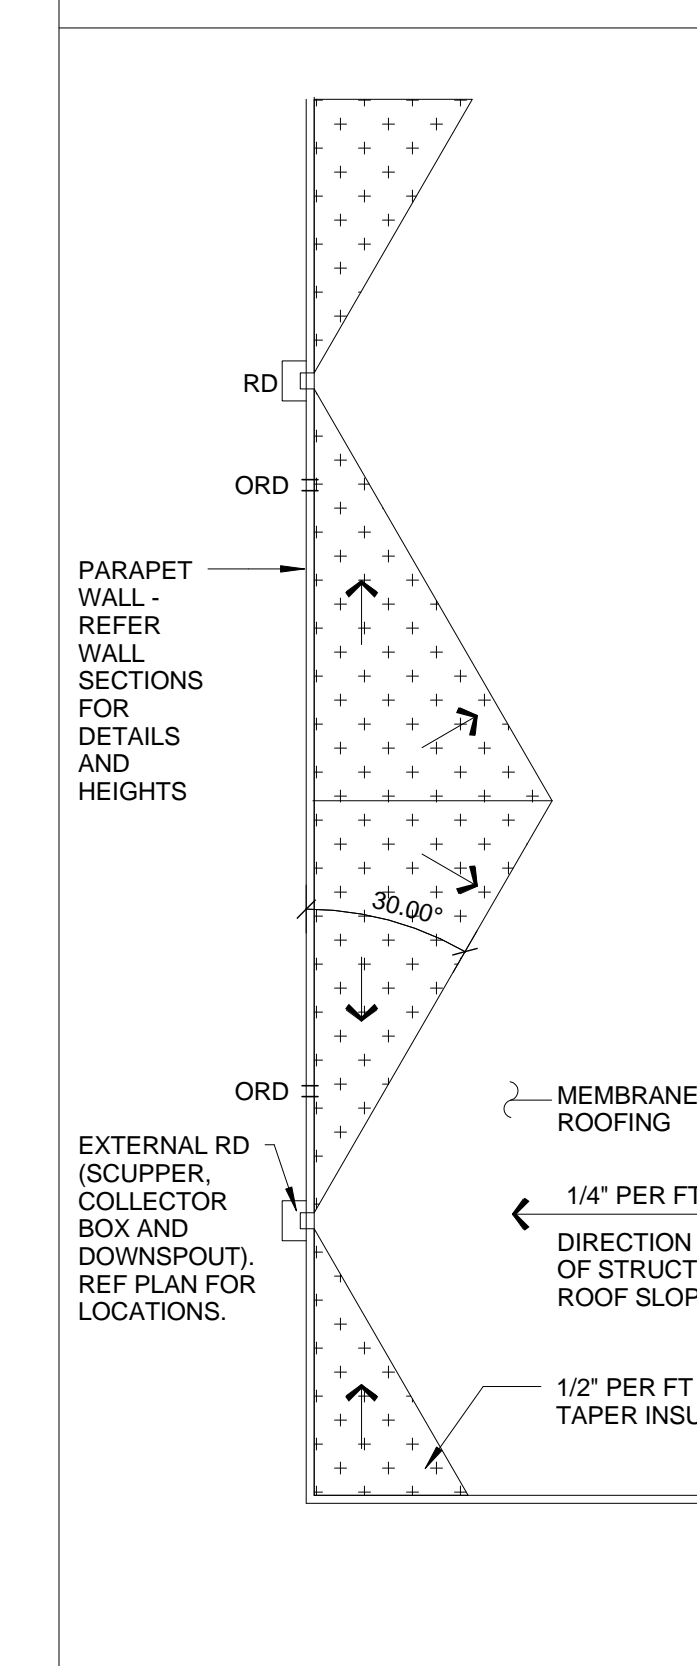 RD
ORD
PARAPET
WALL -
REFER
WALL
SECTIONS
FOR
DETAILS
AND
HEIGHTS
30.00°
ORD
MEMBRANE
ROOFING
EXTERNAL RD
(SCUPPER,
COLLECTOR
BOX AND
DOWNSPOUT).
REF PLAN FOR
LOCATIONS.
1/4" PER FT
DIRECTION
OF STRUCT
ROOF SLOP
1/2" PER FT
TAPER INSU